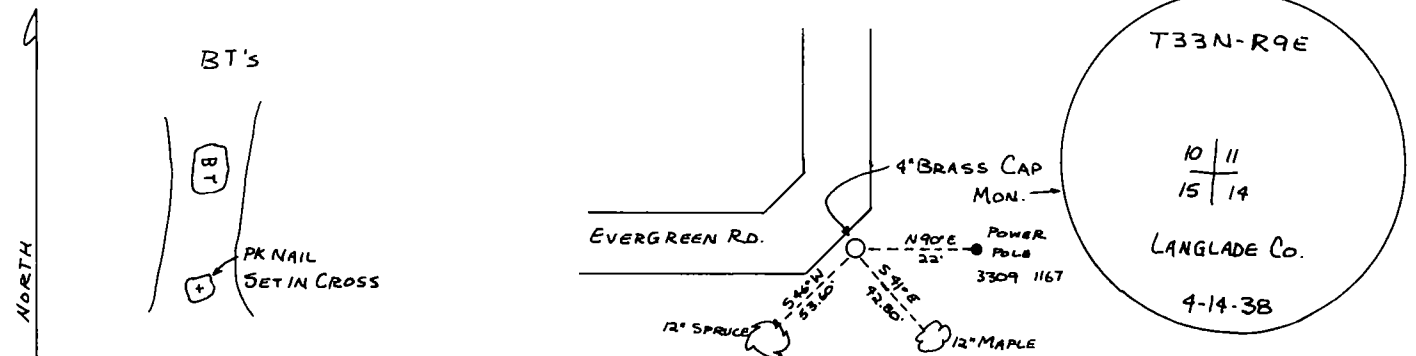 NORTH
BT's
BT
PK NAIL
SET IN CROSS
EVERGREEN RD.
4" BRASS CAP
MON.
N90°E
22'
POWER
POLE
3309 1167
S46°W
53.60'
S41°E
42.80'
12" SPRUCE
12" MAPLE
T33N-R9E
10 11
15 14
LANGLADE CO.
4-14-38